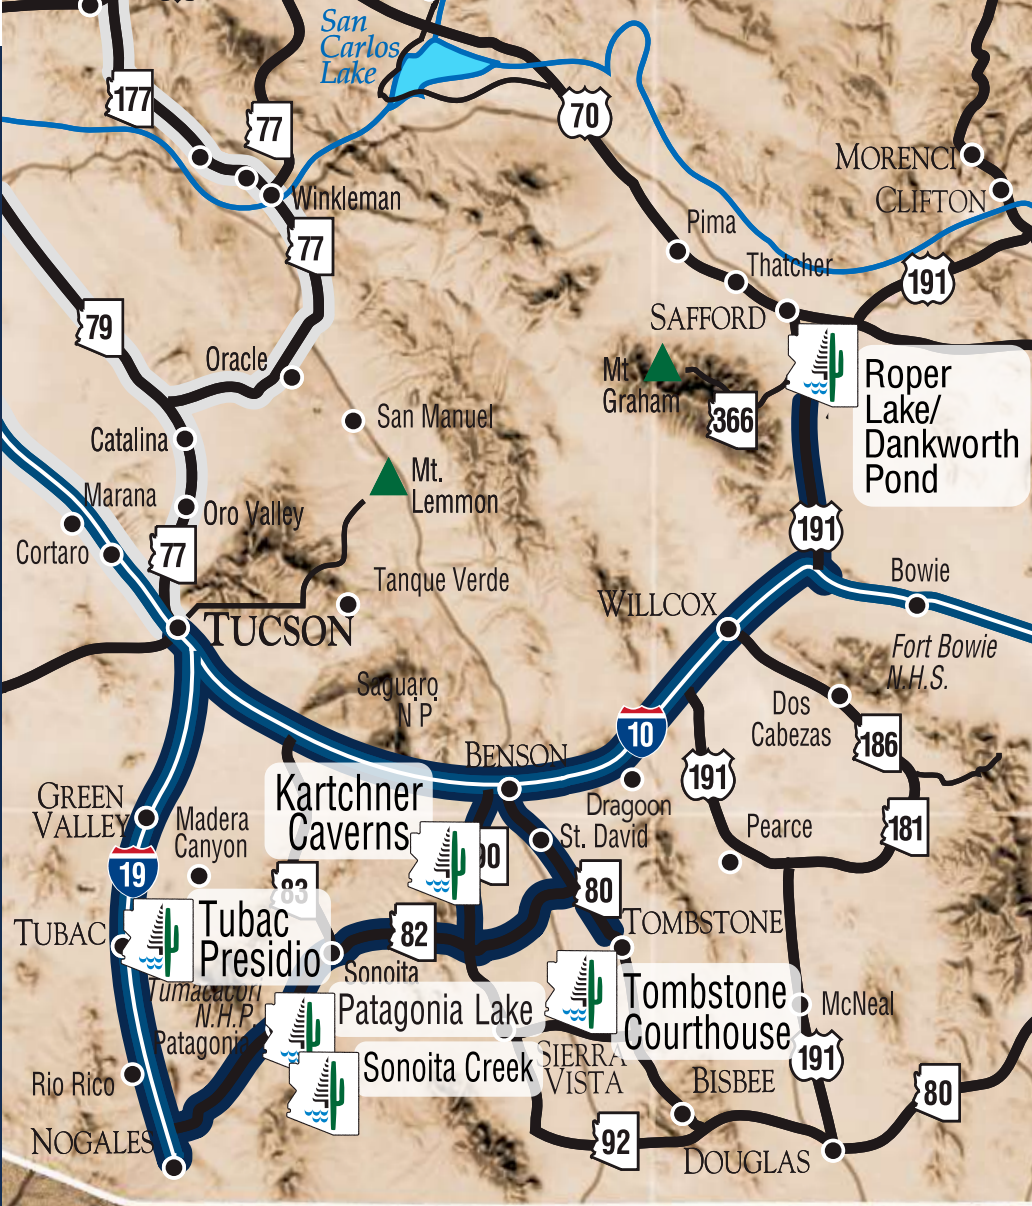 San
Carlos
Lake
177
77
70
MORENCI
CLIFTON
Winkleman
77
Pima
Thatcher
191
79
SAFFORD
Oracle
Mt
Graham
366
Roper
Lake/
Dankworth
Pond
San Manuel
Catalina
Mt.
Lemmon
Marana
Oro Valley
Cortaro
77
191
Tanque Verde
Bowie
TUCSON
WILLCOX
Fort Bowie
N.H.S.
Saguaro
N P
Dos
Cabezas
10
186
BENSON
191
Kartchner
Caverns
Dragoon
GREEN
VALLEY
Madera
Canyon
St. David
Pearce
181
90
19
83
80
Tubac
Presidio
TUBAC
82
TOMBSTONE
Sonoita
Tumacacori
N.H.P
Patagonia Lake
Tombstone
Courthouse
McNeal
Patagonia
Sonoita Creek
SIERRA
VISTA
191
Rio Rico
BISBEE
80
NOGALES
92
DOUGLAS